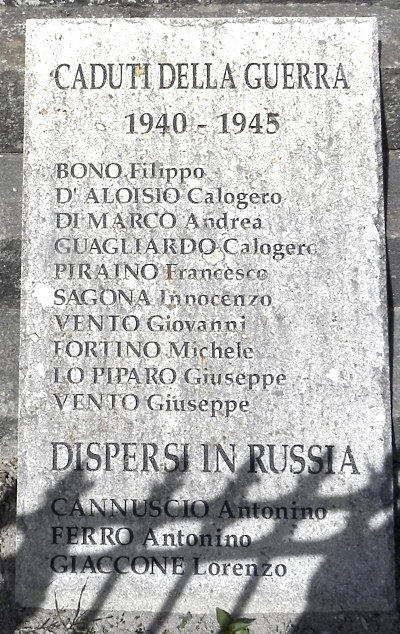 CADUTI DELLA GUERRA
1940 - 1945
BONO Filippo
D' ALOISIO Calogero
DI MARCO Andrea
GUAGLIARDO Calogero
PIRAINO Francesco
SAGONA Innocenzo
VENTO Giovanni
FORTINO Michele
LO PIPARO Giuseppe
VENTO Giuseppe
DISPERSI IN RUSSIA
CANNUSCIO Antonino
FERRO Antonino
GIACCONE Lorenzo